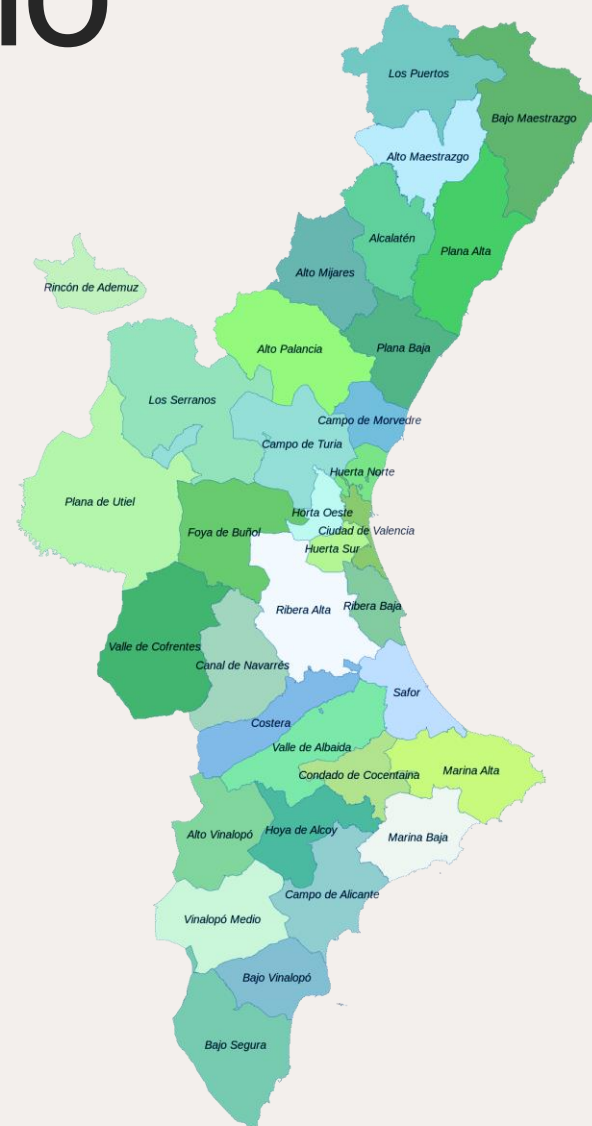 Los Puertos
Bajo Maestrazgo
Alto Maestrazgo
Alcalatén
Plana Alta
Alto Mijares
Rincón de Ademuz
Alto Palancia
Plana Baja
Los Serranos
Campo de Morvedre
Campo de Turia
Huerta Norte
Plana de Utiel
Horta Oeste
Foya de Buñol
Ciudad de Valencia
Huerta Sur
Ribera Alta
Ribera Baja
Valle de Cofrentes
Canal de Navarrés
Safor
Costera
Valle de Albaida
Condado de Cocentaina
Marina Alta
Alto Vinalopó
Hoya de Alcoy
Marina Baja
Campo de Alicante
Vinalopó Medio
Bajo Vinalopó
Bajo Segura